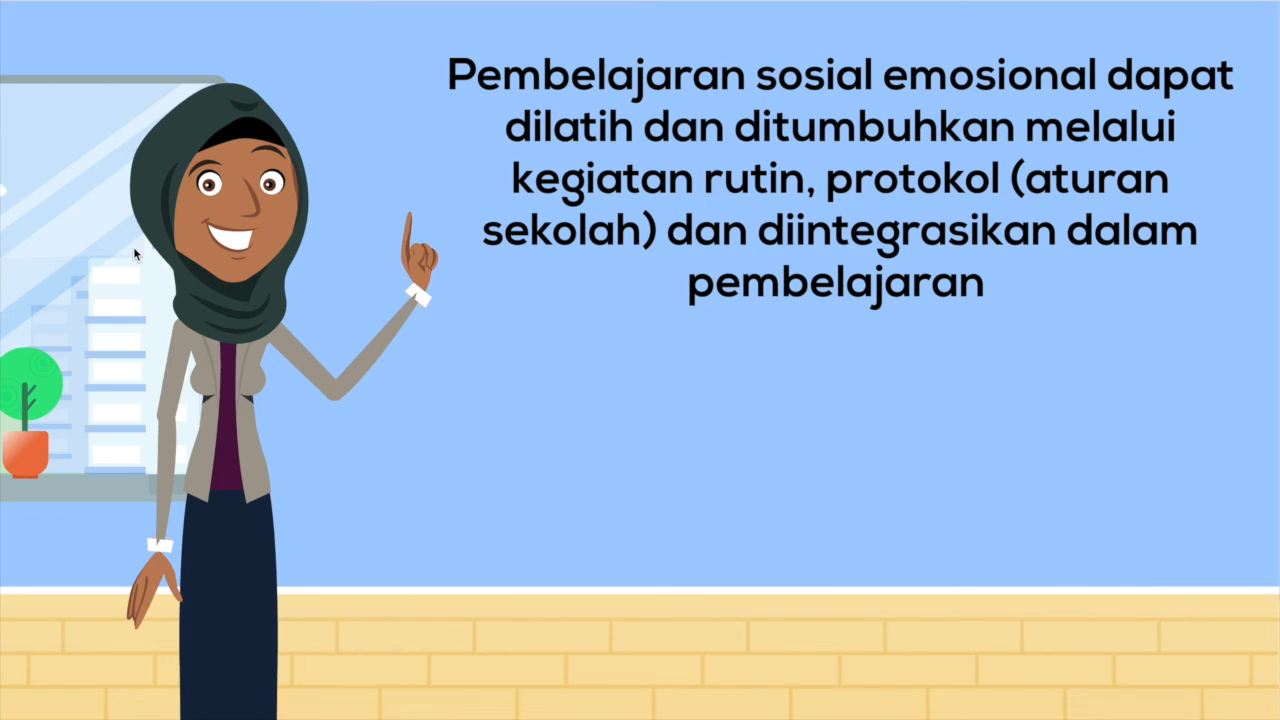 Pembelajaran sosial emosional dapat
dilatih dan ditumbuhkan melalui
kegiatan rutin, protokol (aturan
sekolah) dan diintegrasikan dalam
pembelajaran